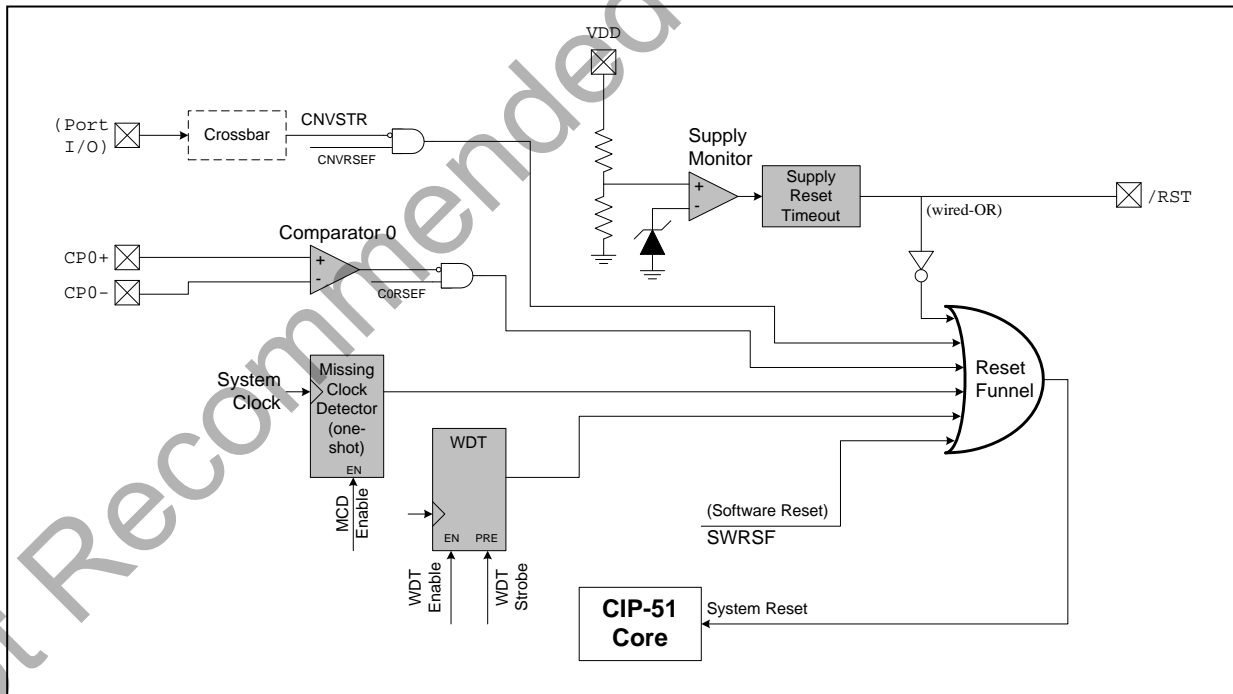 VDD
(Port
I/O)
Crossbar
CNVSTR
CNVRSEF
Supply
Monitor
+
-
Supply
Reset
Timeout
(wired-OR)
/RST
Comparator 0
CP0+
CP0-
+
-
C0RSEF
System
Clock
Missing
Clock
Detector
(one-
shot)
EN
MCD
Enable
WDT
EN
PRE
WDT
Enable
WDT
Strobe
Reset
Funnel
(Software Reset)
SWRSF
CIP-51
Core
System Reset
t Recommended